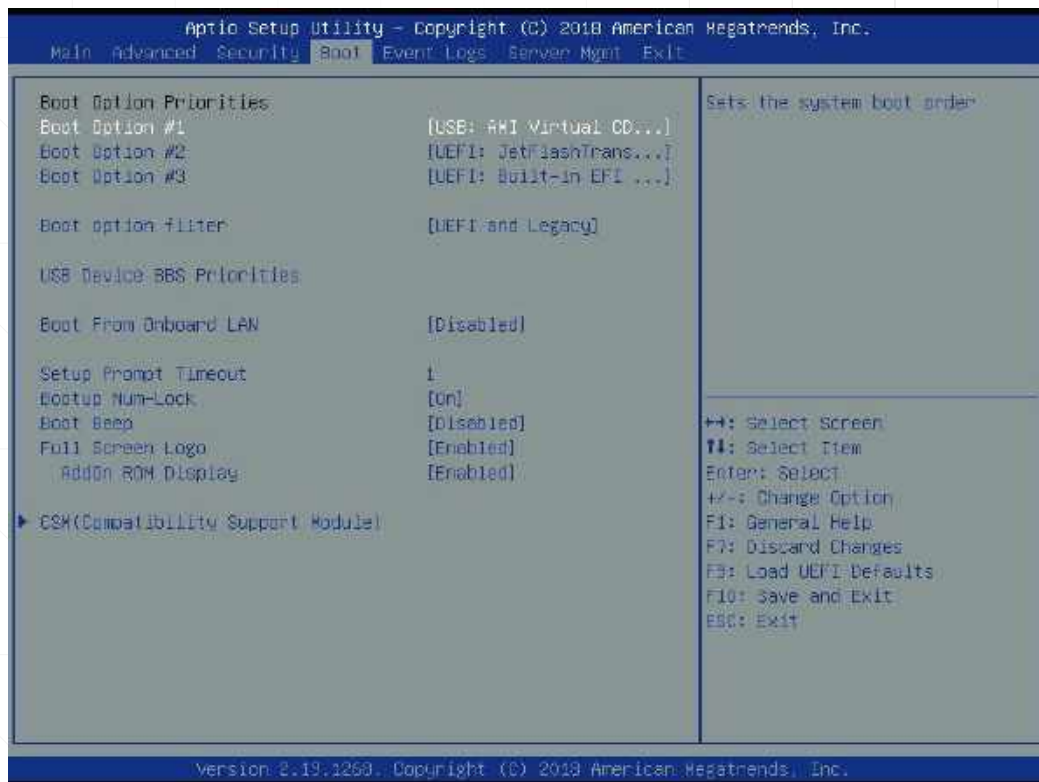 Aptio Setup Utility – Copyright (C) 2018 American Megatrends, Inc.
Main Advanced Security Boot Event Logs Server Mgmt Exit
Boot Option Priorities
Boot Option #1 [USB: AMI Virtual CD...]
Boot Option #2 [UEFI: JetFlashTrans...]
Boot Option #3 [UEFI: Built-in EFI ...]
Boot option filter [UEFI and Legacy]
USB Device BBS Priorities
Boot From Onboard LAN [Disabled]
Setup Prompt Timeout 1
Bootup Num-Lock [On]
Boot Beep [Disabled]
Full Screen Logo [Enabled]
AddOn ROM Display [Enabled]
CSM(Compatibility Support Module)
Sets the system boot order
↔: Select Screen
↑↓: Select Item
Enter: Select
+/-: Change Option
F1: General Help
F7: Discard Changes
F9: Load UEFI Defaults
F10: Save and Exit
ESC: Exit
Version 2.19.1268. Copyright (C) 2018 American Megatrends, Inc.